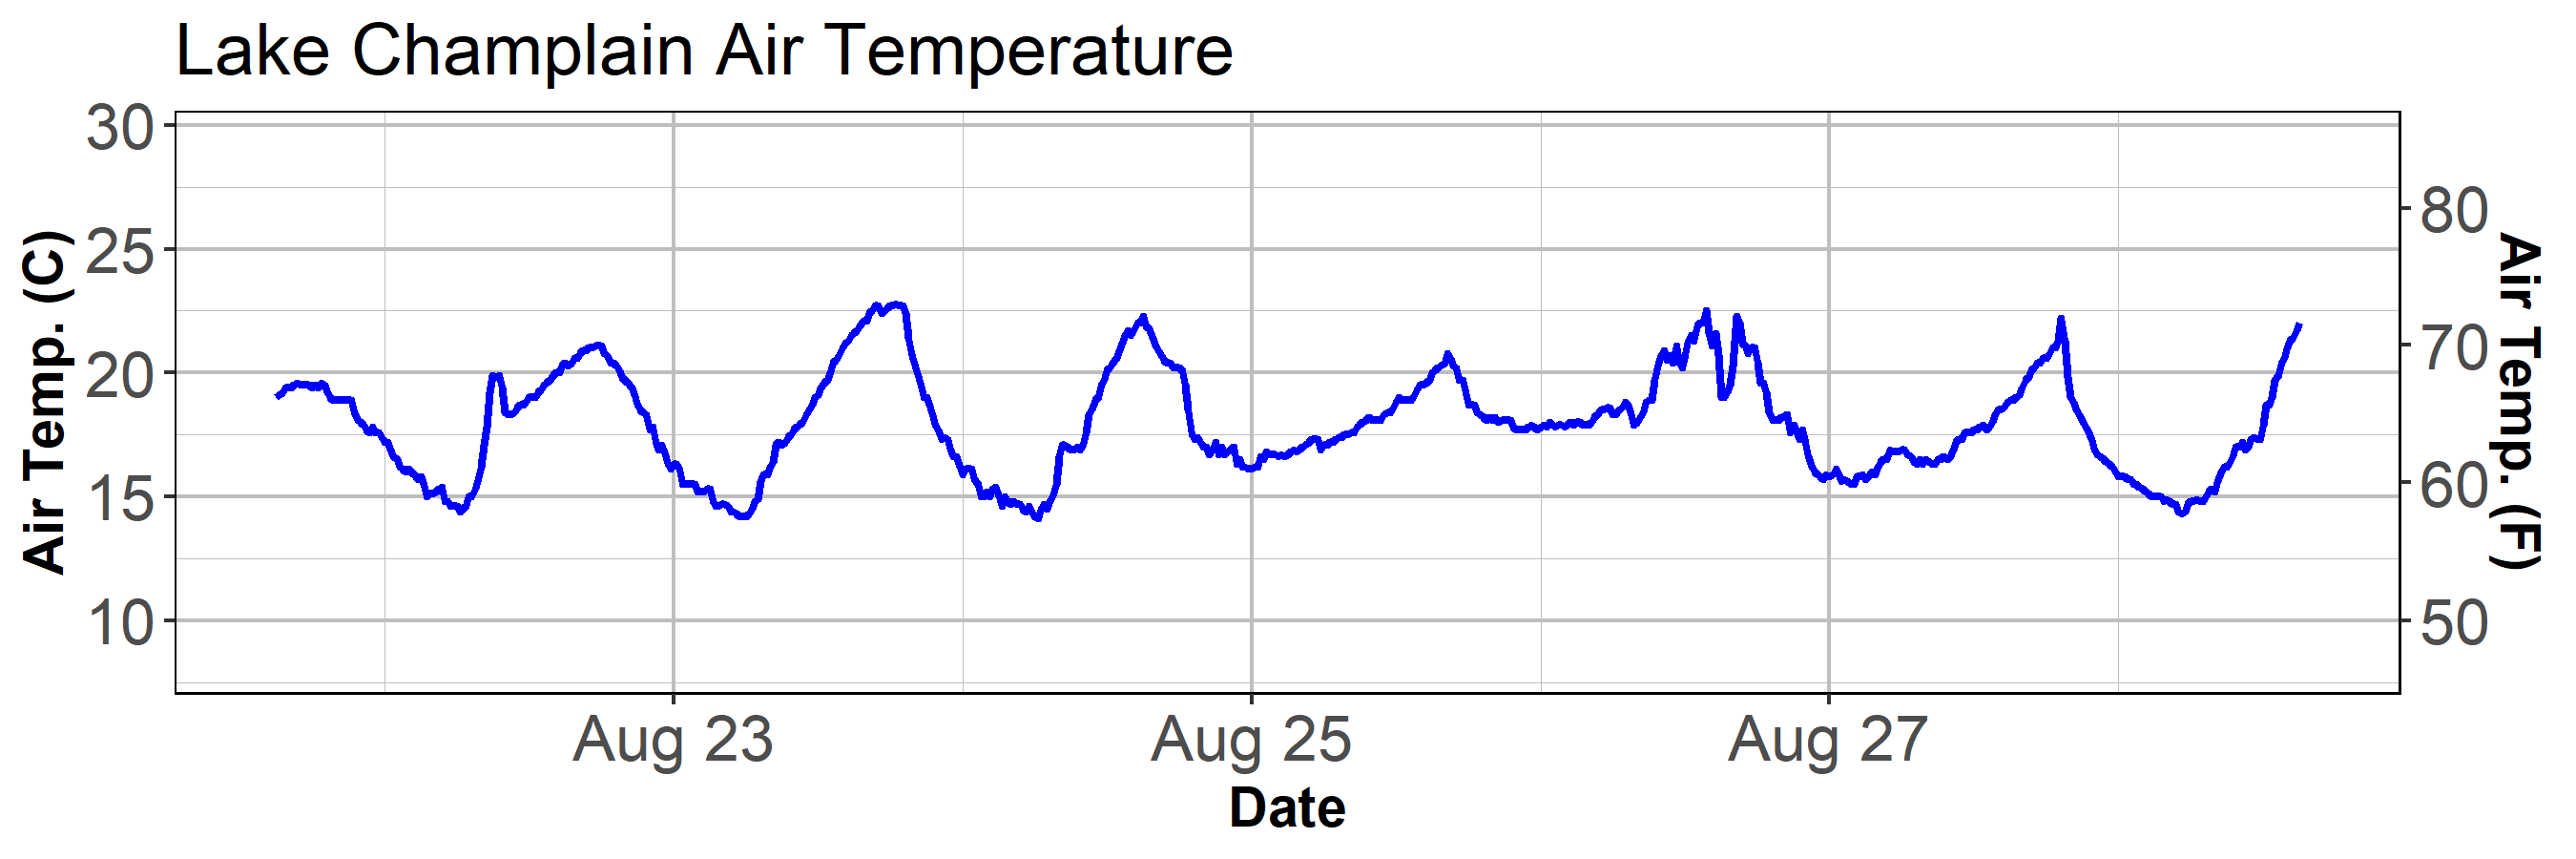 Lake Champlain Air Temperature
Air Temp. (C)
30
25
20
15
10
80
70
60
50
Air Temp. (F)
Aug 23
Aug 25
Aug 27
Date